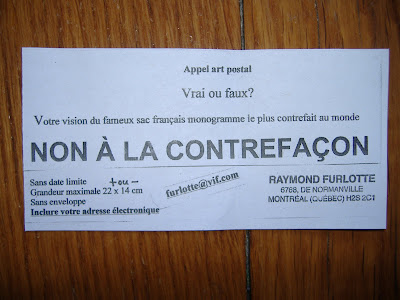 Appel art postal
Vrai ou faux?
Votre vision du fameux sac français monogramme le plus contrefait au monde
NON À LA CONTREFAÇON
Sans date limite + ou -
Grandeur maximale 22 x 14 cm
Sans enveloppe
Inclure votre adresse électronique
furlotte@vif.com
RAYMOND FURLOTTE
6768, DE NORMANVILLE
MONTRÉAL (QUÉBEC) H2S 2C1